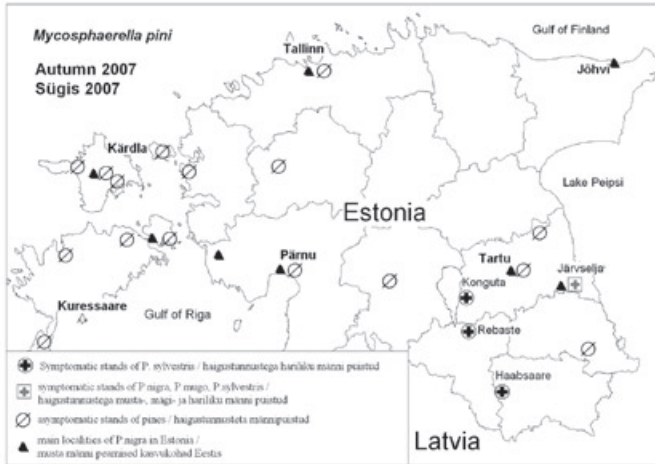 Mycosphaerella pini
Autumn 2007
Sügis 2007
Gulf of Finland
Tallinn
Jõhvi
Kärdla
Lake Peipsi
Estonia
Pärnu
Tartu
Järvselja
Konguta
Kuressaare
Gulf of Riga
Rebaste
Haabsaare
Latvia
Symptomatic stands of P. sylvestris / haigustunnustega hariliku männi puistud
symptomatic stands of P.nigra, P.mugo, P.sylvestris /
haigustunnustega musta-, mägi- ja hariliku männi puistud
asymptomatic stands of pines / haigustunnusteta männipuistud
main localities of P.nigra in Estonia /
musta männi peamised kasvukohad Eestis